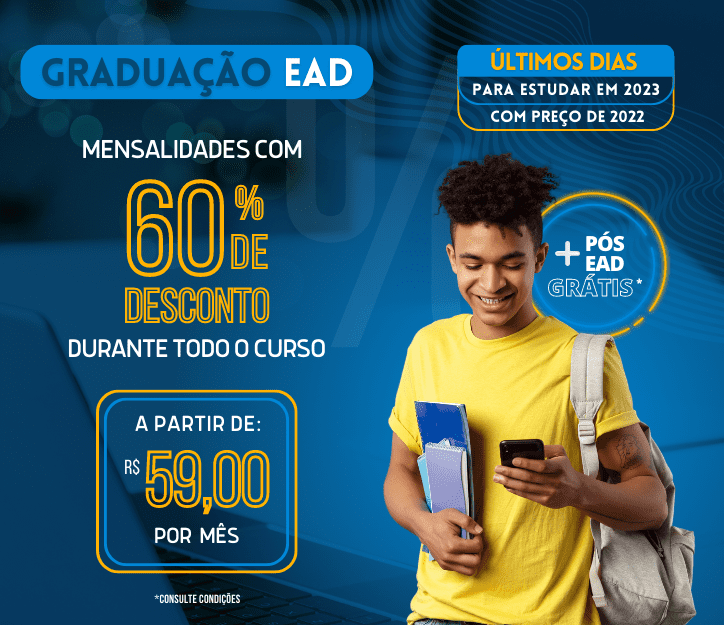 GRADUAÇÃO EAD
ÚLTIMOS DIAS
PARA ESTUDAR EM 2023
COM PREÇO DE 2022
MENSALIDADES COM
60%
DE
DESCONTO
DURANTE TODO O CURSO
+ PÓS
EAD
GRÁTIS*
A PARTIR DE:
R$ 59,00
POR MÊS
*CONSULTE CONDIÇÕES